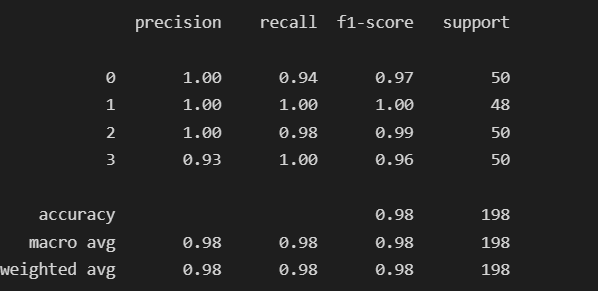 precision recall f1-score support
0 1.00 0.94 0.97 50
1 1.00 1.00 1.00 48
2 1.00 0.98 0.99 50
3 0.93 1.00 0.96 50
accuracy 0.98 198
macro avg 0.98 0.98 0.98 198
weighted avg 0.98 0.98 0.98 198